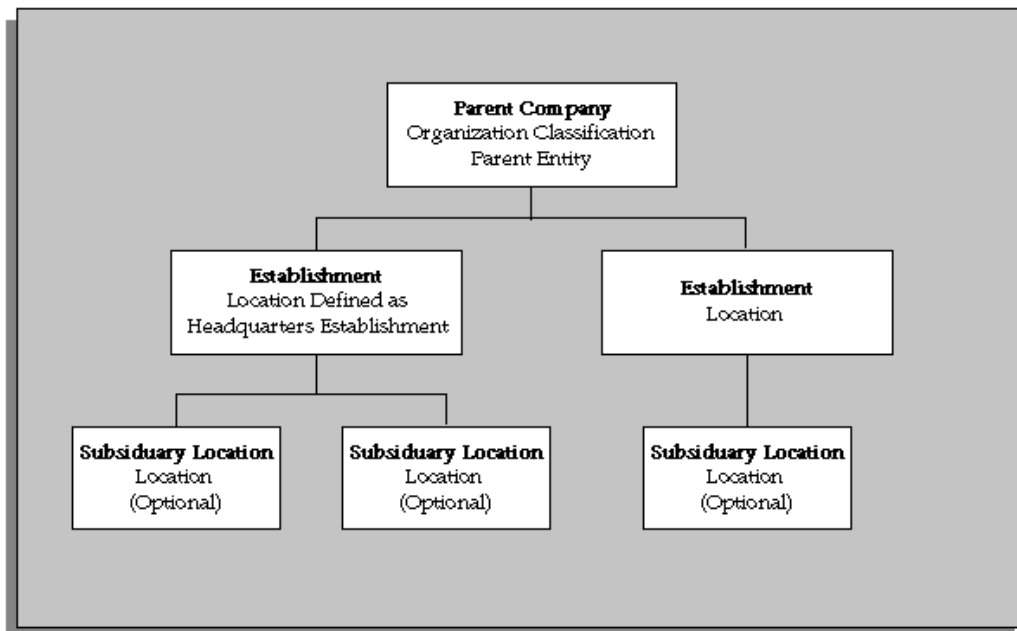 Parent Company
Organization Classification
Parent Entity
Establishment
Location Defined as
Headquarters Establishment
Establishment
Location
Subsiduary Location
Location
(Optional)
Subsiduary Location
Location
(Optional)
Subsiduary Location
Location
(Optional)